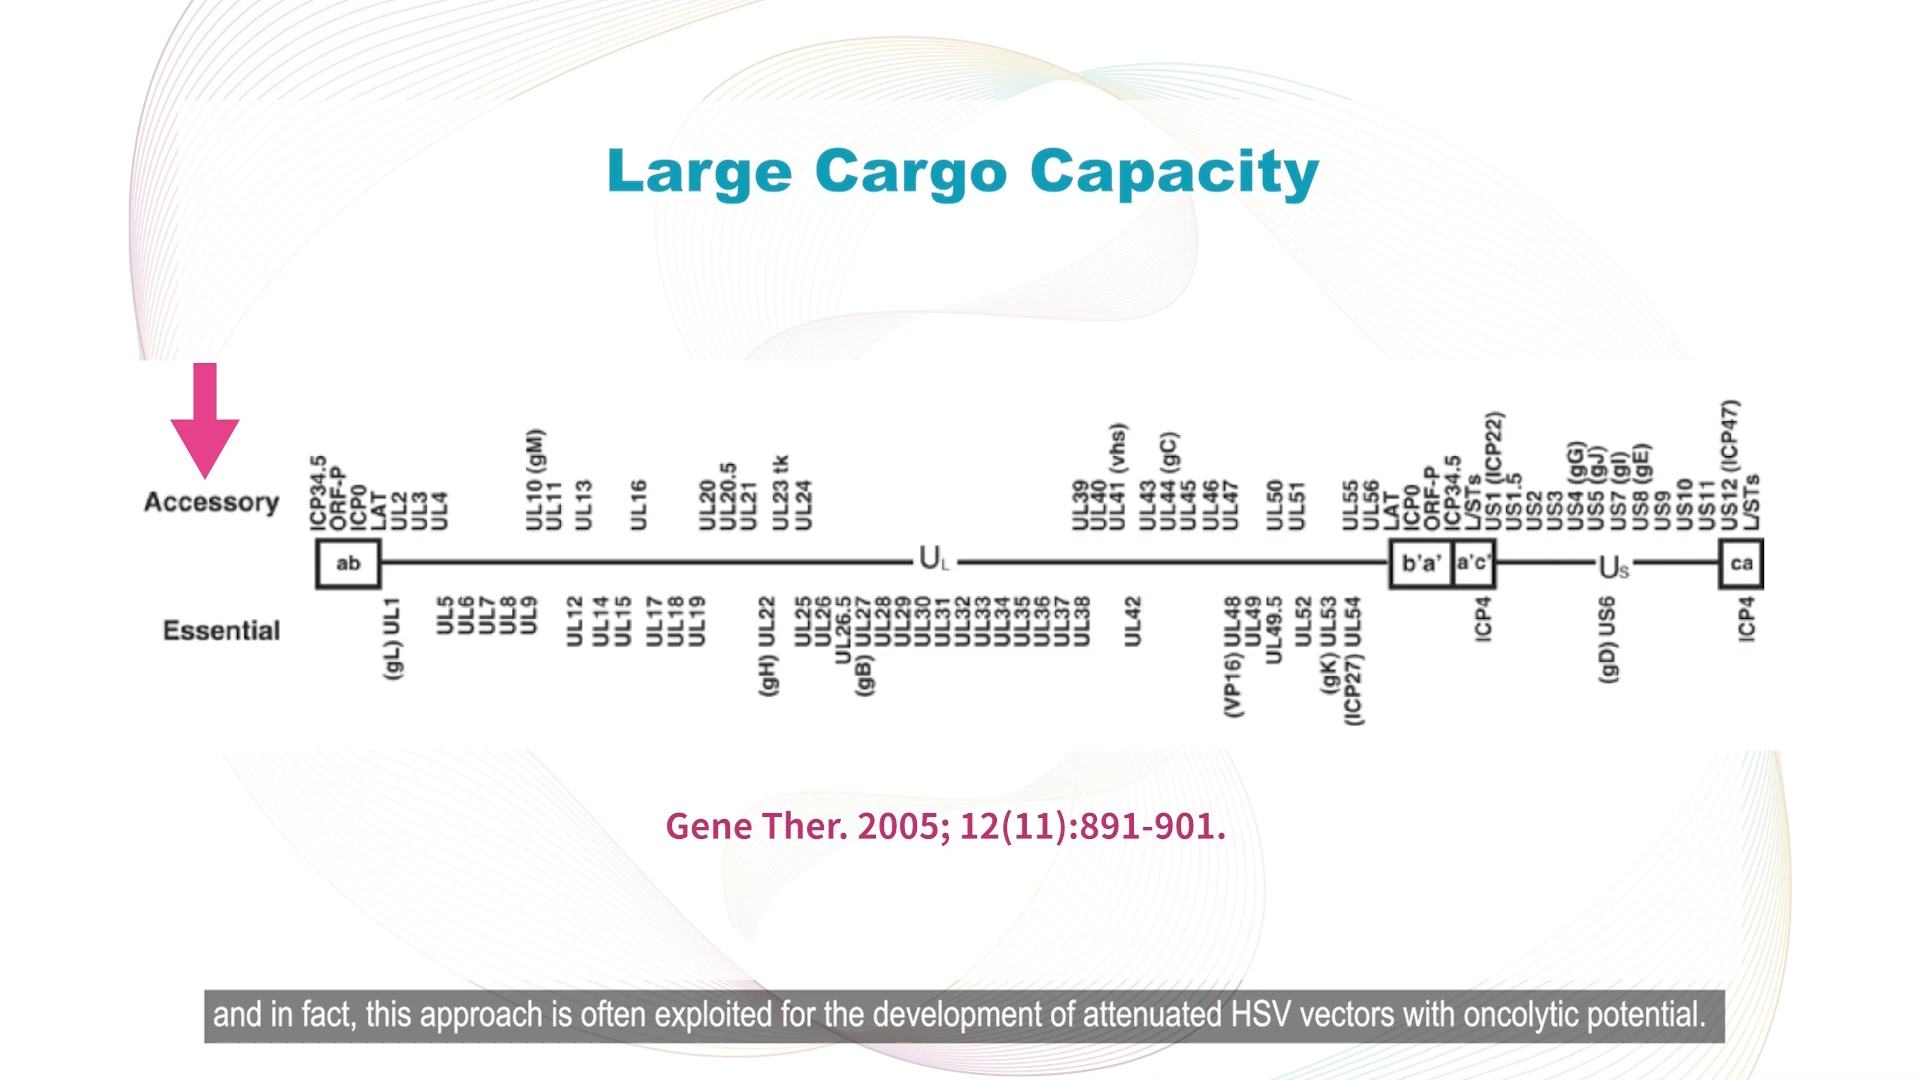 Large Cargo Capacity
Accessory
ICP34.5
ORF-P
ICP0
LAT
UL2
UL3
UL4
UL10 (gM)
UL11
UL13
UL16
UL20
UL20.5
UL21
UL23 tk
UL24
UL39
UL40
UL41 (vhs)
UL43
UL44 (gC)
UL45
UL46
UL47
UL50
UL51
UL55
UL56
LAT
ICP0
ORF-P
ICP34.5
L/STs
US1 (ICP22)
US1.5
US2
US3
US4 (gG)
US5 (gJ)
US7 (gI)
US8 (gE)
US9
US10
US11
US12 (ICP47)
L/STs
ab
UL
b'a'
a'c'
US
ca
Essential
(gL) UL1
UL5
UL6
UL7
UL8
UL9
UL12
UL14
UL15
UL17
UL18
UL19
(gH) UL22
UL25
UL26
UL26.5
(gB) UL27
UL28
UL29
UL30
UL31
UL32
UL33
UL34
UL35
UL36
UL37
UL38
UL42
(VP16) UL48
UL49
UL49.5
UL52
(gK) UL53
(ICP27) UL54
ICP4
(gD) US6
ICP4
Gene Ther. 2005; 12(11):891-901.
and in fact, this approach is often exploited for the development of attenuated HSV vectors with oncolytic potential.